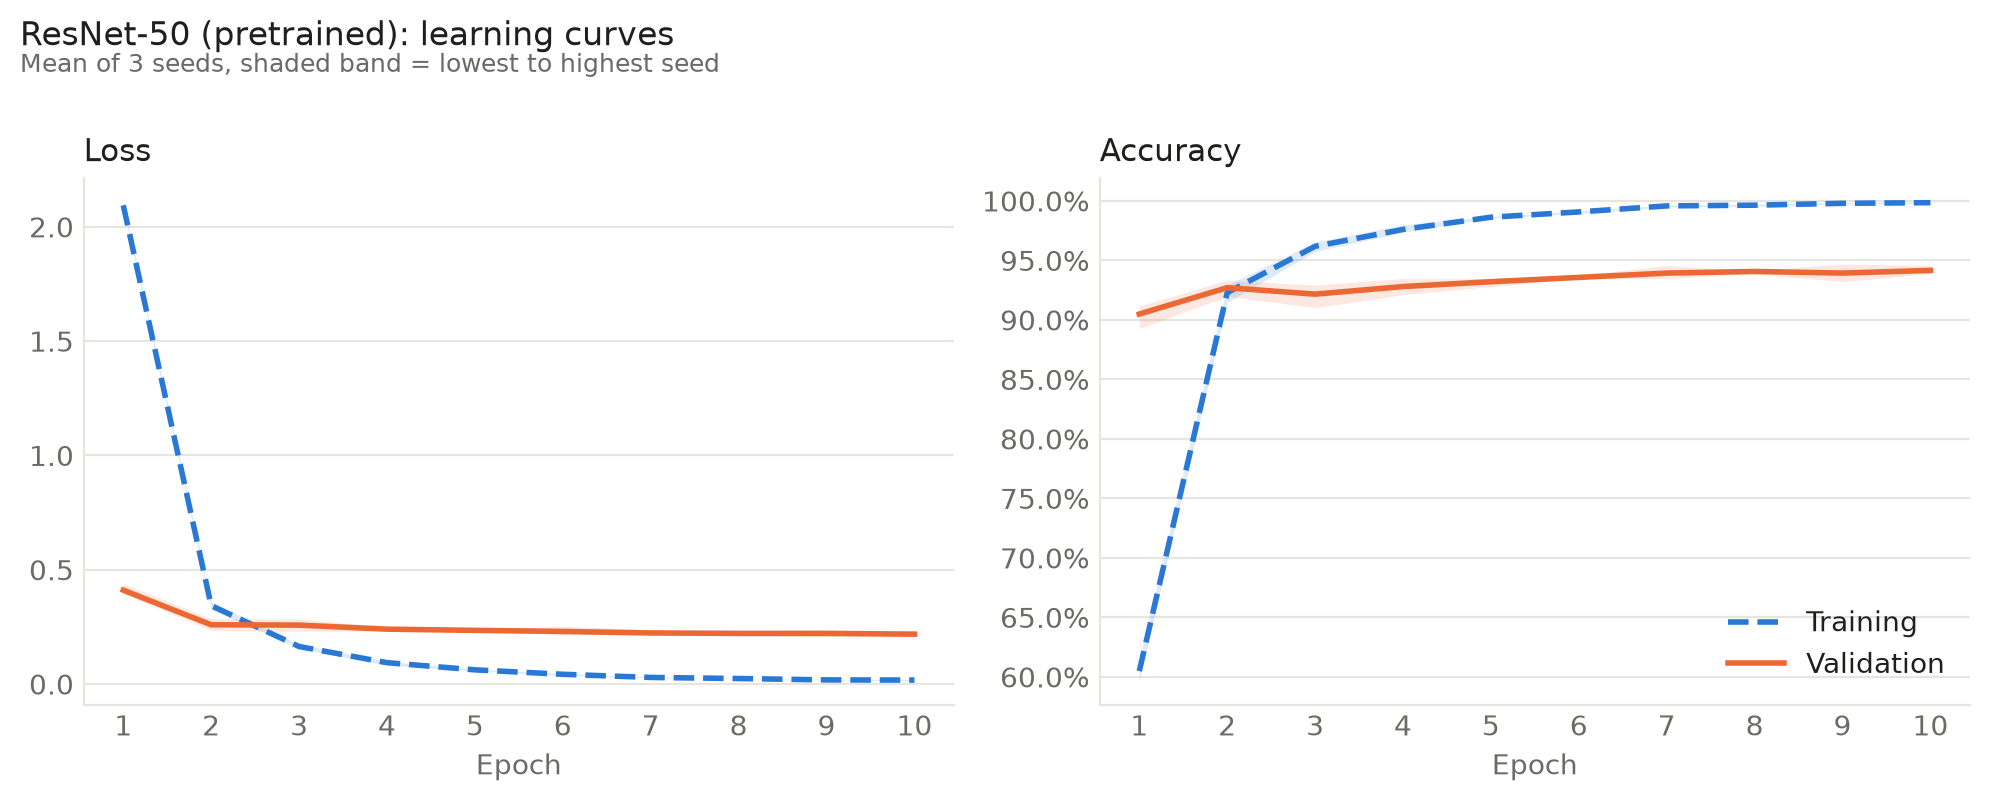 ResNet-50 (pretrained): learning curves
Mean of 3 seeds, shaded band = lowest to highest seed
Loss
2.0
1.5
1.0
0.5
0.0
1 2 3 4 5 6 7 8 9 10
Epoch
Accuracy
100.0%
95.0%
90.0%
85.0%
80.0%
75.0%
70.0%
65.0%
60.0%
Training
Validation
1 2 3 4 5 6 7 8 9 10
Epoch